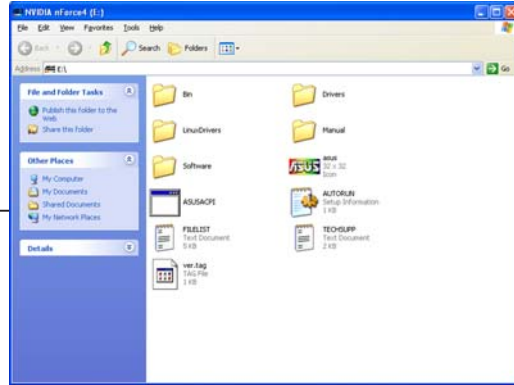 NVIDIA nForce4 (E:)
File Edit View Favorites Tools Help
Back Search Folders
Address E:\ Go
File and Folder Tasks
Publish this folder to the
Web
Share this folder
Other Places
My Computer
My Documents
Shared Documents
My Network Places
Details
Bin
Drivers
LinuxDrivers
Manual
Software
asus
32 x 32
Icon
ASUSACPI
AUTORUN
Setup Information
1 KB
FILELIST
Text Document
5 KB
TECHSUPP
Text Document
2 KB
ver.tag
TAG File
1 KB